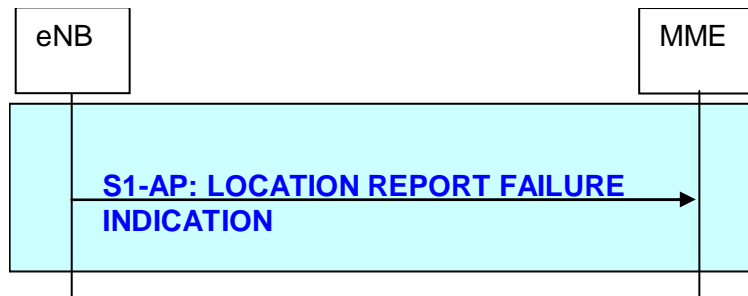 eNB
MME
S1-AP: LOCATION REPORT FAILURE
INDICATION